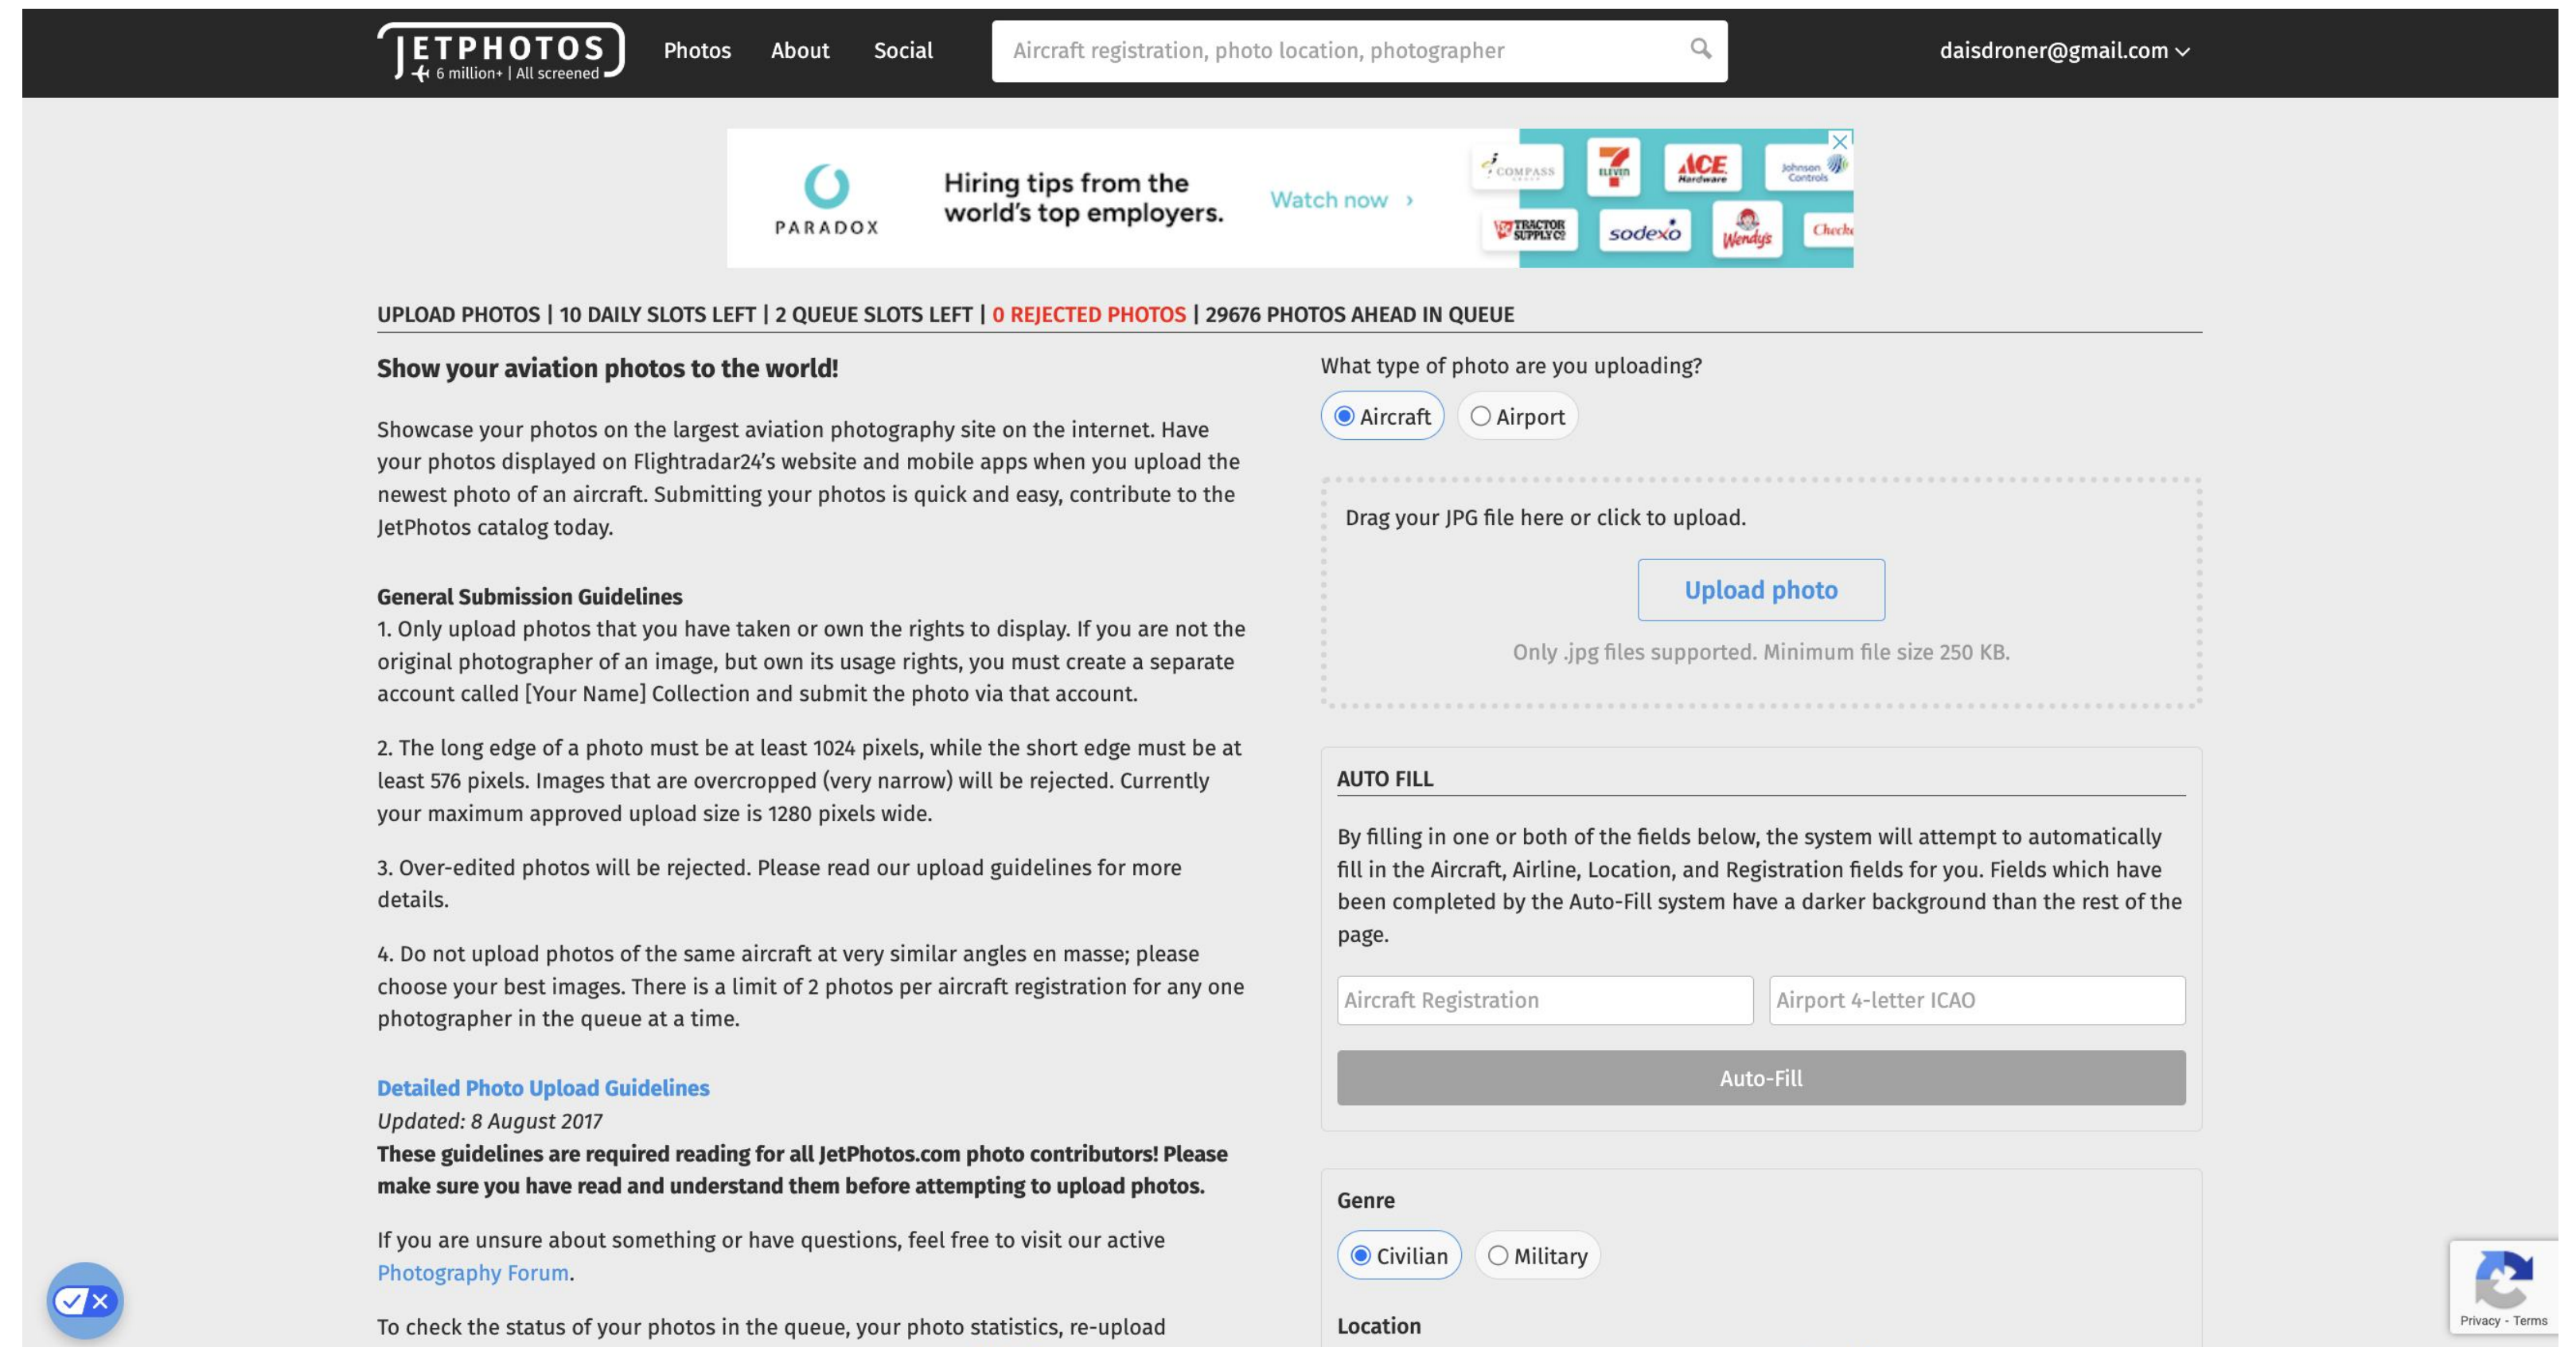 JETPHOTOS
6 million+ | All screened
Photos
About
Social
Aircraft registration, photo location, photographer
daisdroner@gmail.com
PARADOX
Hiring tips from the
world's top employers.
Watch now ›
COMPASS
7
ELEVEn
ACE
Hardware
Johnson
Controls
TSC TRACTOR
SUPPLY CO
sodexo
Wendy's
UPLOAD PHOTOS | 10 DAILY SLOTS LEFT | 2 QUEUE SLOTS LEFT | 0 REJECTED PHOTOS | 29676 PHOTOS AHEAD IN QUEUE
Show your aviation photos to the world!
Showcase your photos on the largest aviation photography site on the internet. Have
your photos displayed on Flightradar24's website and mobile apps when you upload the
newest photo of an aircraft. Submitting your photos is quick and easy, contribute to the
JetPhotos catalog today.
General Submission Guidelines
1. Only upload photos that you have taken or own the rights to display. If you are not the
original photographer of an image, but own its usage rights, you must create a separate
account called [Your Name] Collection and submit the photo via that account.
2. The long edge of a photo must be at least 1024 pixels, while the short edge must be at
least 576 pixels. Images that are overcropped (very narrow) will be rejected. Currently
your maximum approved upload size is 1280 pixels wide.
3. Over-edited photos will be rejected. Please read our upload guidelines for more
details.
4. Do not upload photos of the same aircraft at very similar angles en masse; please
choose your best images. There is a limit of 2 photos per aircraft registration for any one
photographer in the queue at a time.
Detailed Photo Upload Guidelines
Updated: 8 August 2017
These guidelines are required reading for all JetPhotos.com photo contributors! Please
make sure you have read and understand them before attempting to upload photos.
If you are unsure about something or have questions, feel free to visit our active
Photography Forum.
To check the status of your photos in the queue, your photo statistics, re-upload
What type of photo are you uploading?
Aircraft
Airport
Drag your JPG file here or click to upload.
Upload photo
Only .jpg files supported. Minimum file size 250 KB.
AUTO FILL
By filling in one or both of the fields below, the system will attempt to automatically
fill in the Aircraft, Airline, Location, and Registration fields for you. Fields which have
been completed by the Auto-Fill system have a darker background than the rest of the
page.
Aircraft Registration
Airport 4-letter ICAO
Auto-Fill
Genre
Civilian
Military
Location
Privacy - Terms